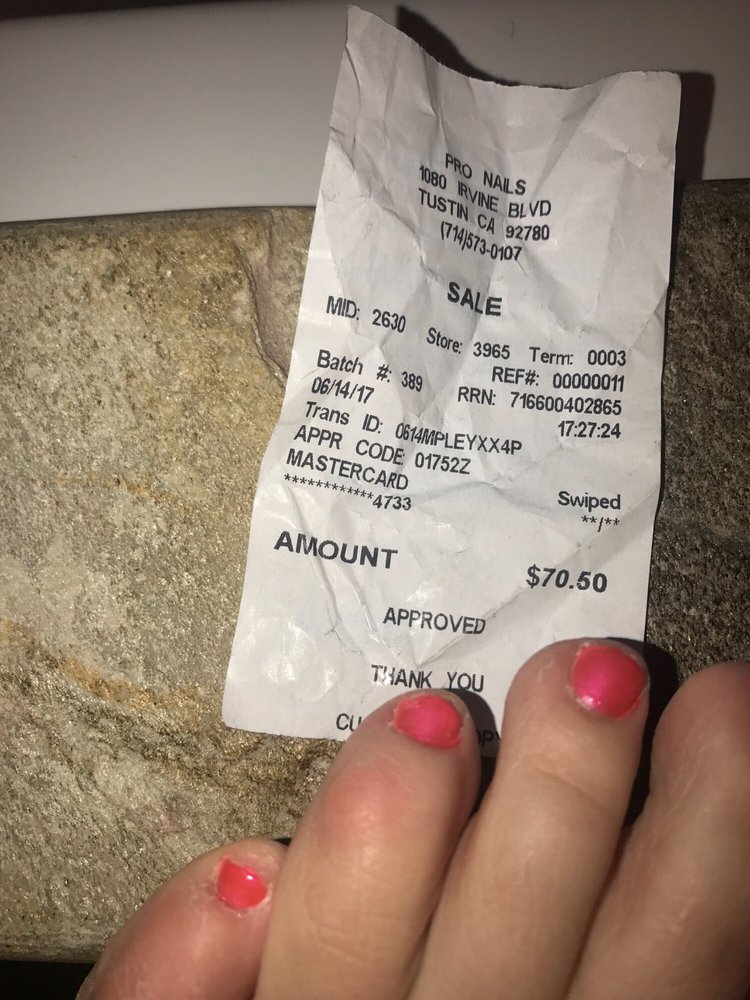 PRO NAILS
1080 IRVINE BLVD
TUSTIN CA 92780
(714)573-0107
SALE
MID: 2630 Store: 3965 Term: 0003
REF#: 00000011
Batch #: 389 RRN: 716600402865
06/14/17 17:27:24
Trans ID: 0614MPLEYXX4P
APPR CODE: 01752Z
MASTERCARD Swiped
************4733 **/**
AMOUNT $70.50
APPROVED
THANK YOU